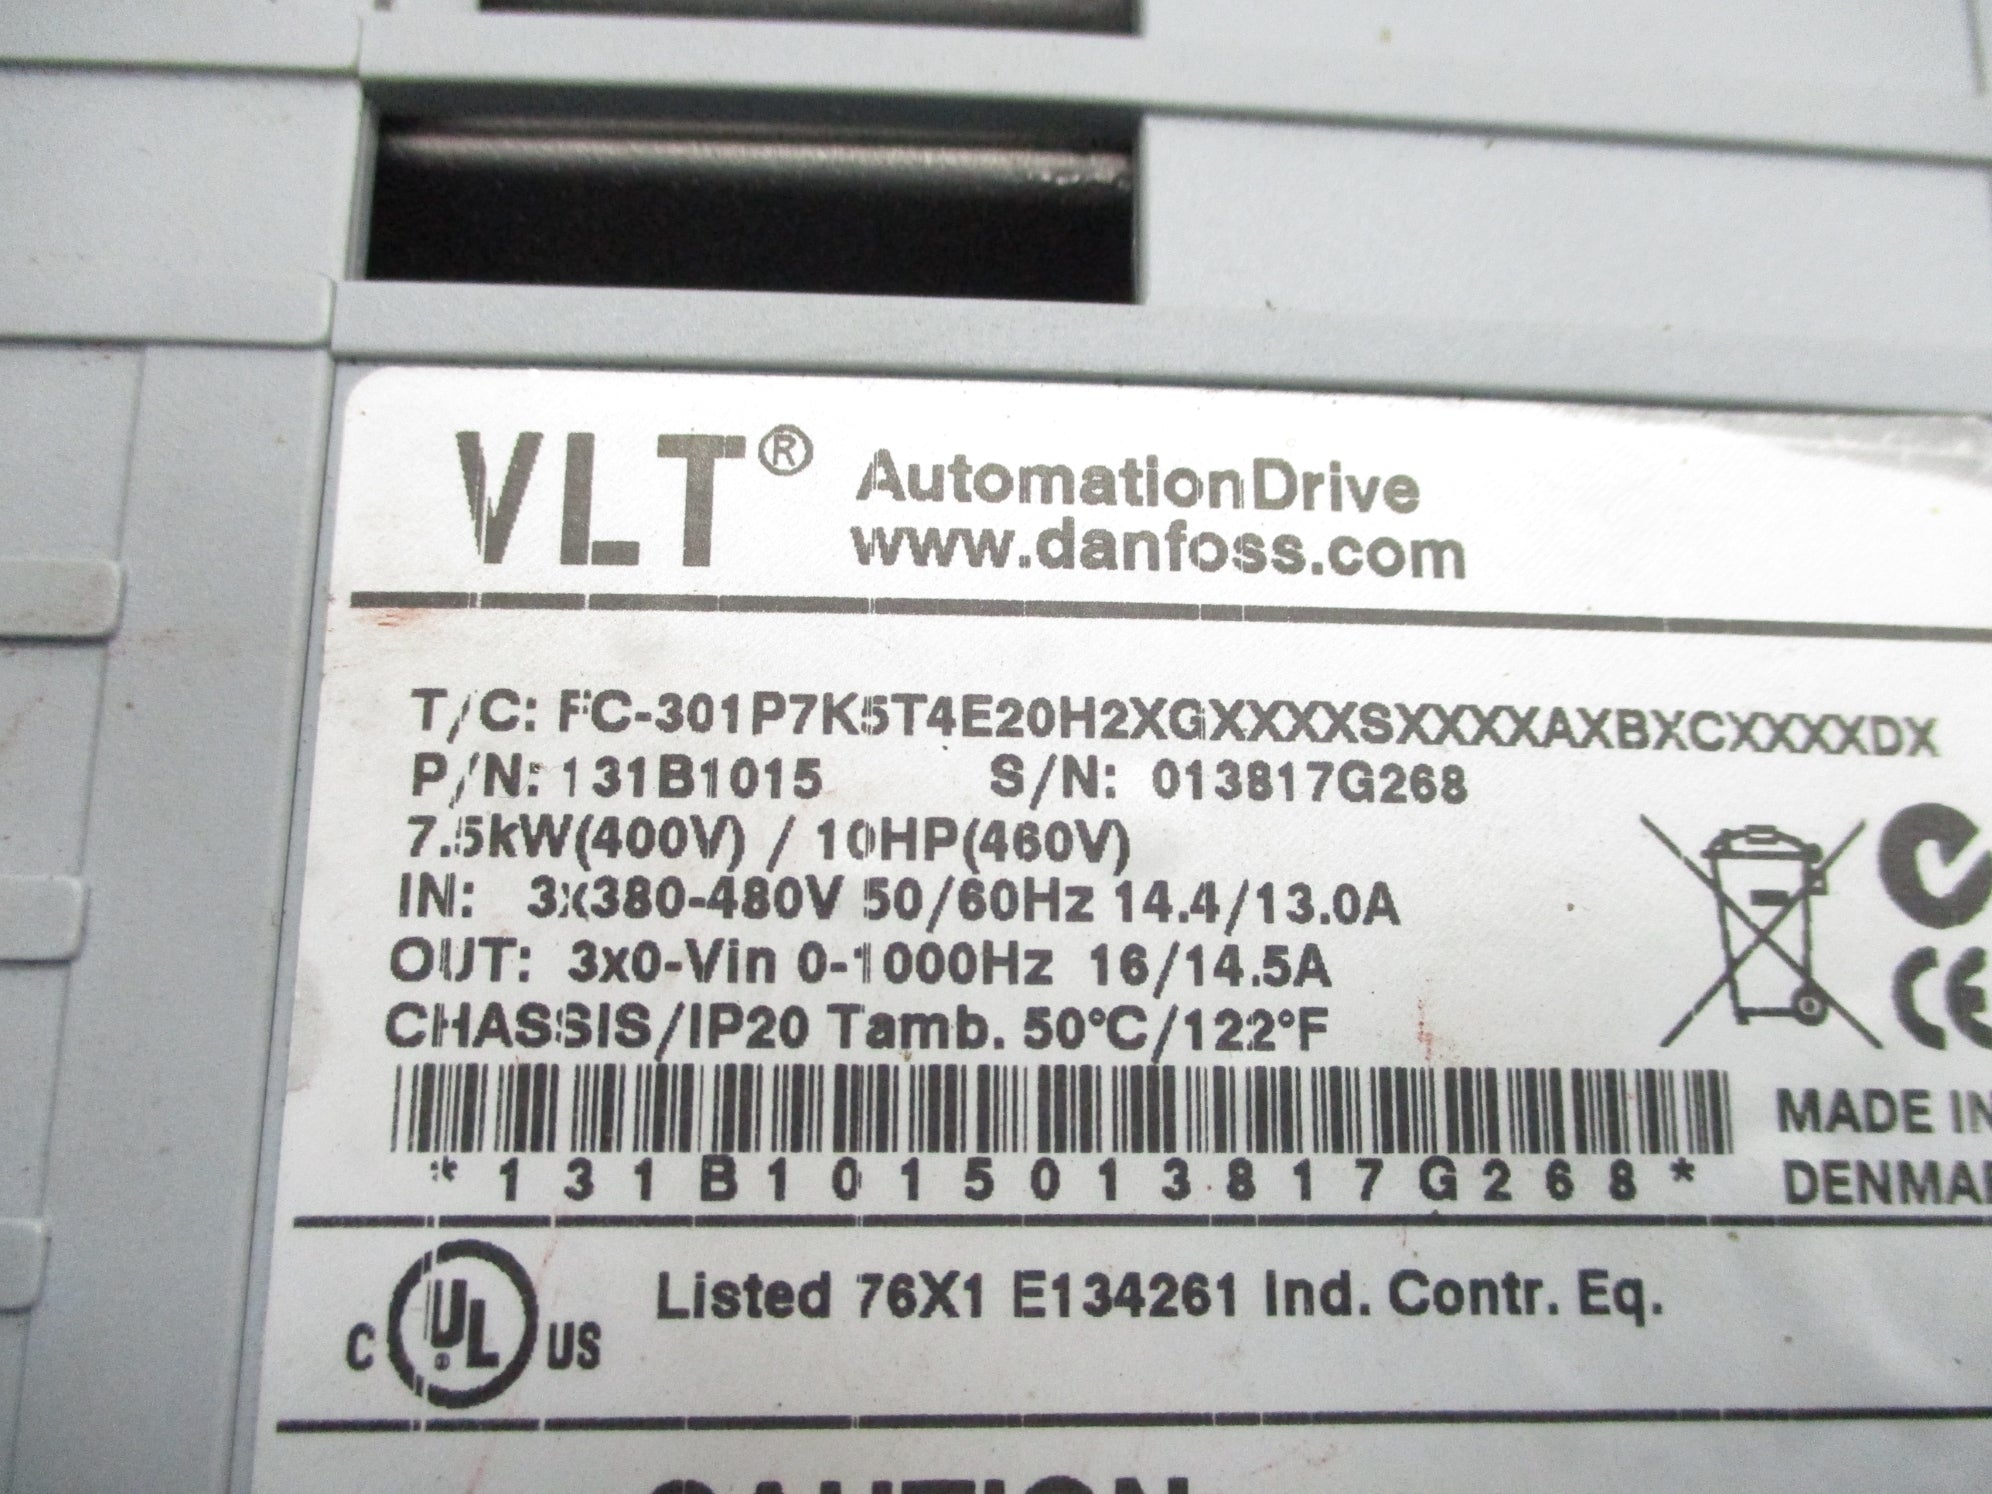 VLT® AutomationDrive
www.danfoss.com
T/C: FC-301P7K5T4E20H2XGXXXXSXXXXAXBXCXXXXDX
P/N: 131B1015 S/N: 013817G268
7.5kW(400V) / 10HP(460V)
IN: 3x380-480V 50/60Hz 14.4/13.0A
OUT: 3x0-Vin 0-1000Hz 16/14.5A
CHASSIS/IP20 Tamb. 50°C/122°F
*131B1015013817G268*
MADE IN
DENMA
C UL US Listed 76X1 E134261 Ind. Contr. Eq.
CAUTION